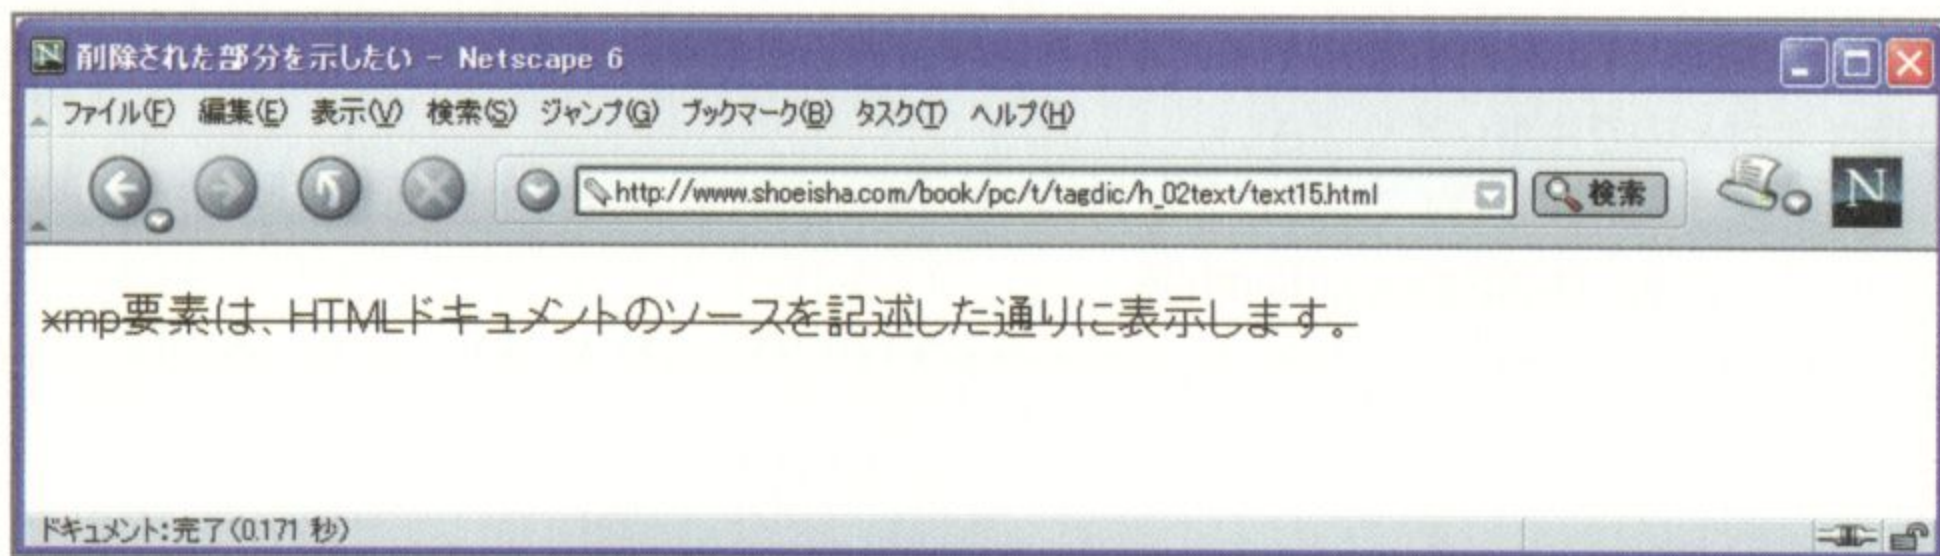 削除された部分を示したい - Netscape 6
ファイル(F) 編集(E) 表示(V) 検索(S) ジャンプ(G) ブックマーク(B) タスク(T) ヘルプ(H)
http://www.shoeisha.com/book/pc/t/tagdic/h_02text/text15.html 検索 N
xmp要素は、HTMLドキュメントのソースを記述した通りに表示します。
ドキュメント:完了(0.171 秒)